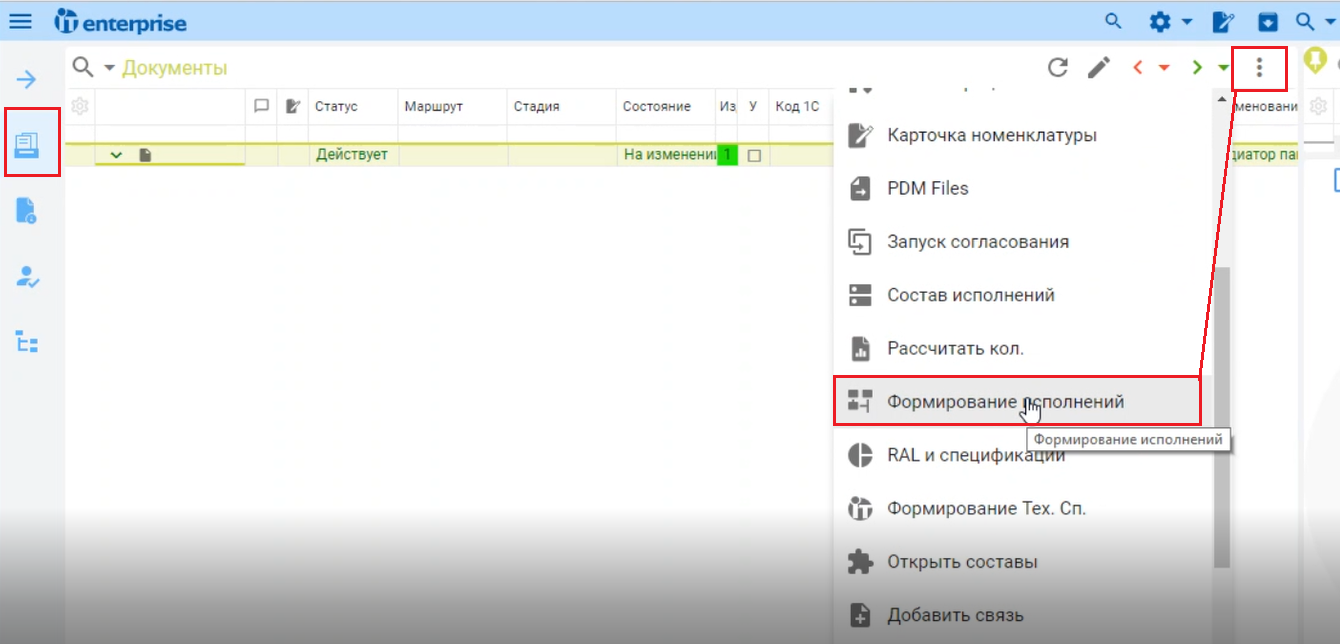 enterprise
Документы
Статус
Маршрут
Стадия
Состояние
Из
У
Код 1С
меновани
Действует
На изменени
1
диатор па
Карточка номенклатуры
PDM Files
Запуск согласования
Состав исполнений
Рассчитать кол.
Формирование исполнений
Формирование исполнений
RAL и спецификации
Формирование Тех. Сп.
Открыть составы
Добавить связь